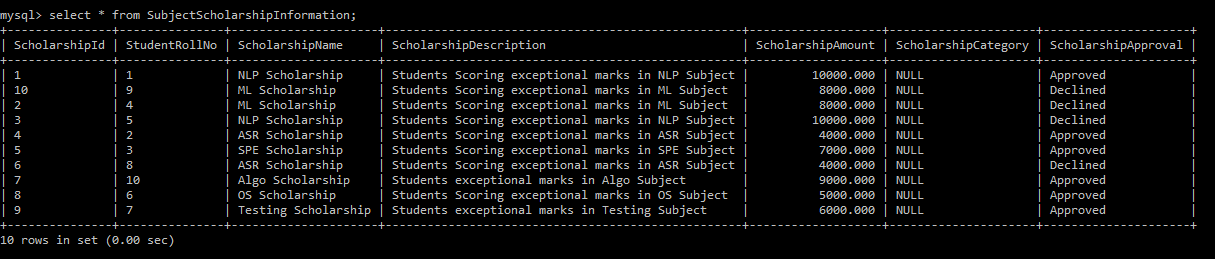 mysql> select * from SubjectScholarshipInformation;
| ScholarshipId | StudentRollNo | ScholarshipName | ScholarshipDescription | ScholarshipAmount | ScholarshipCategory | ScholarshipApproval |
| 1 | 1 | NLP Scholarship | Students Scoring exceptional marks in NLP Subject | 10000.000 | NULL | Approved |
| 10 | 9 | ML Scholarship | Students Scoring exceptional marks in ML Subject | 8000.000 | NULL | Declined |
| 2 | 4 | ML Scholarship | Students Scoring exceptional marks in ML Subject | 8000.000 | NULL | Declined |
| 3 | 5 | NLP Scholarship | Students Scoring exceptional marks in NLP Subject | 10000.000 | NULL | Declined |
| 4 | 2 | ASR Scholarship | Students Scoring exceptional marks in ASR Subject | 4000.000 | NULL | Approved |
| 5 | 3 | SPE Scholarship | Students Scoring exceptional marks in SPE Subject | 7000.000 | NULL | Approved |
| 6 | 8 | ASR Scholarship | Students Scoring exceptional marks in ASR Subject | 4000.000 | NULL | Declined |
| 7 | 10 | Algo Scholarship | Students exceptional marks in Algo Subject | 9000.000 | NULL | Approved |
| 8 | 6 | OS Scholarship | Students Scoring exceptional marks in OS Subject | 5000.000 | NULL | Approved |
| 9 | 7 | Testing Scholarship | Students exceptional marks in Testing Subject | 6000.000 | NULL | Approved |
10 rows in set (0.00 sec)